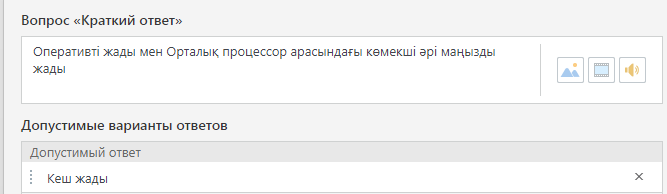 Вопрос «Краткий ответ»
Оперативті жады мен Орталық процессор арасындағы көмекші әрі маңызды
жады
Допустимые варианты ответов
Допустимый ответ
Кеш жады